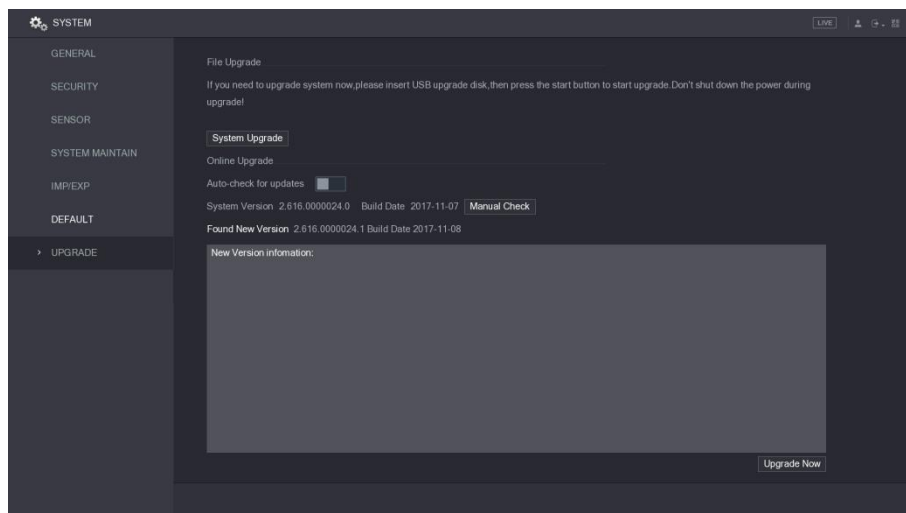 SYSTEM
LIVE
GENERAL
SECURITY
SENSOR
SYSTEM MAINTAIN
IMP/EXP
DEFAULT
UPGRADE
File Upgrade
If you need to upgrade system now,please insert USB upgrade disk,then press the start button to start upgrade.Don't shut down the power during
upgrade!
System Upgrade
Online Upgrade
Auto-check for updates
System Version 2.616.0000024.0 Build Date 2017-11-07 Manual Check
Found New Version 2.616.0000024.1 Build Date 2017-11-08
New Version infomation:
Upgrade Now